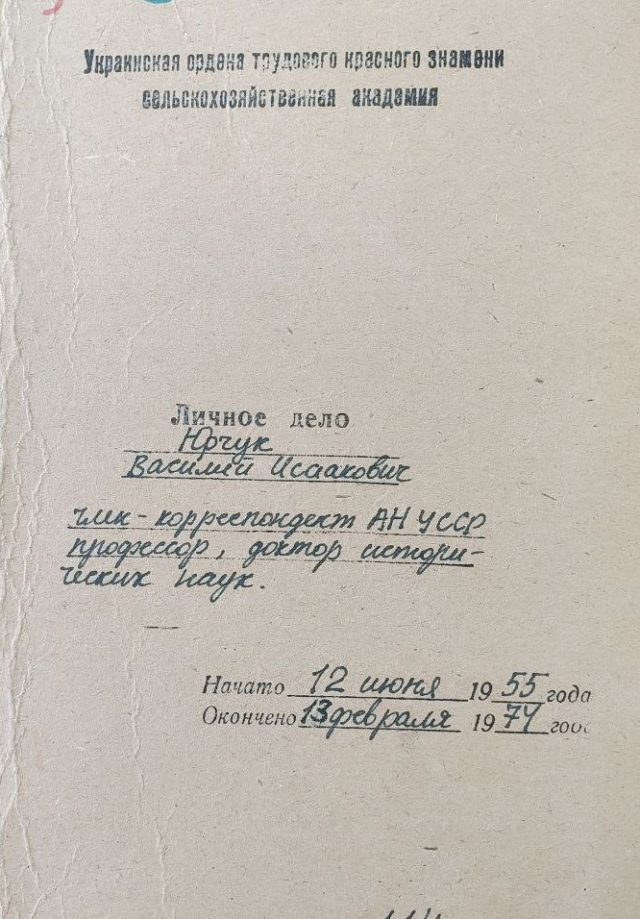 Украинская ордена трудового красного знамени
сельскохозяйственная академия
Личное дело
Юрчук
Василий Исаакович
член-корреспондент АН УССР
профессор, доктор истори-
ческих наук.
Начато 12 июня 1955 года
Окончено 13 февраля 1974 года